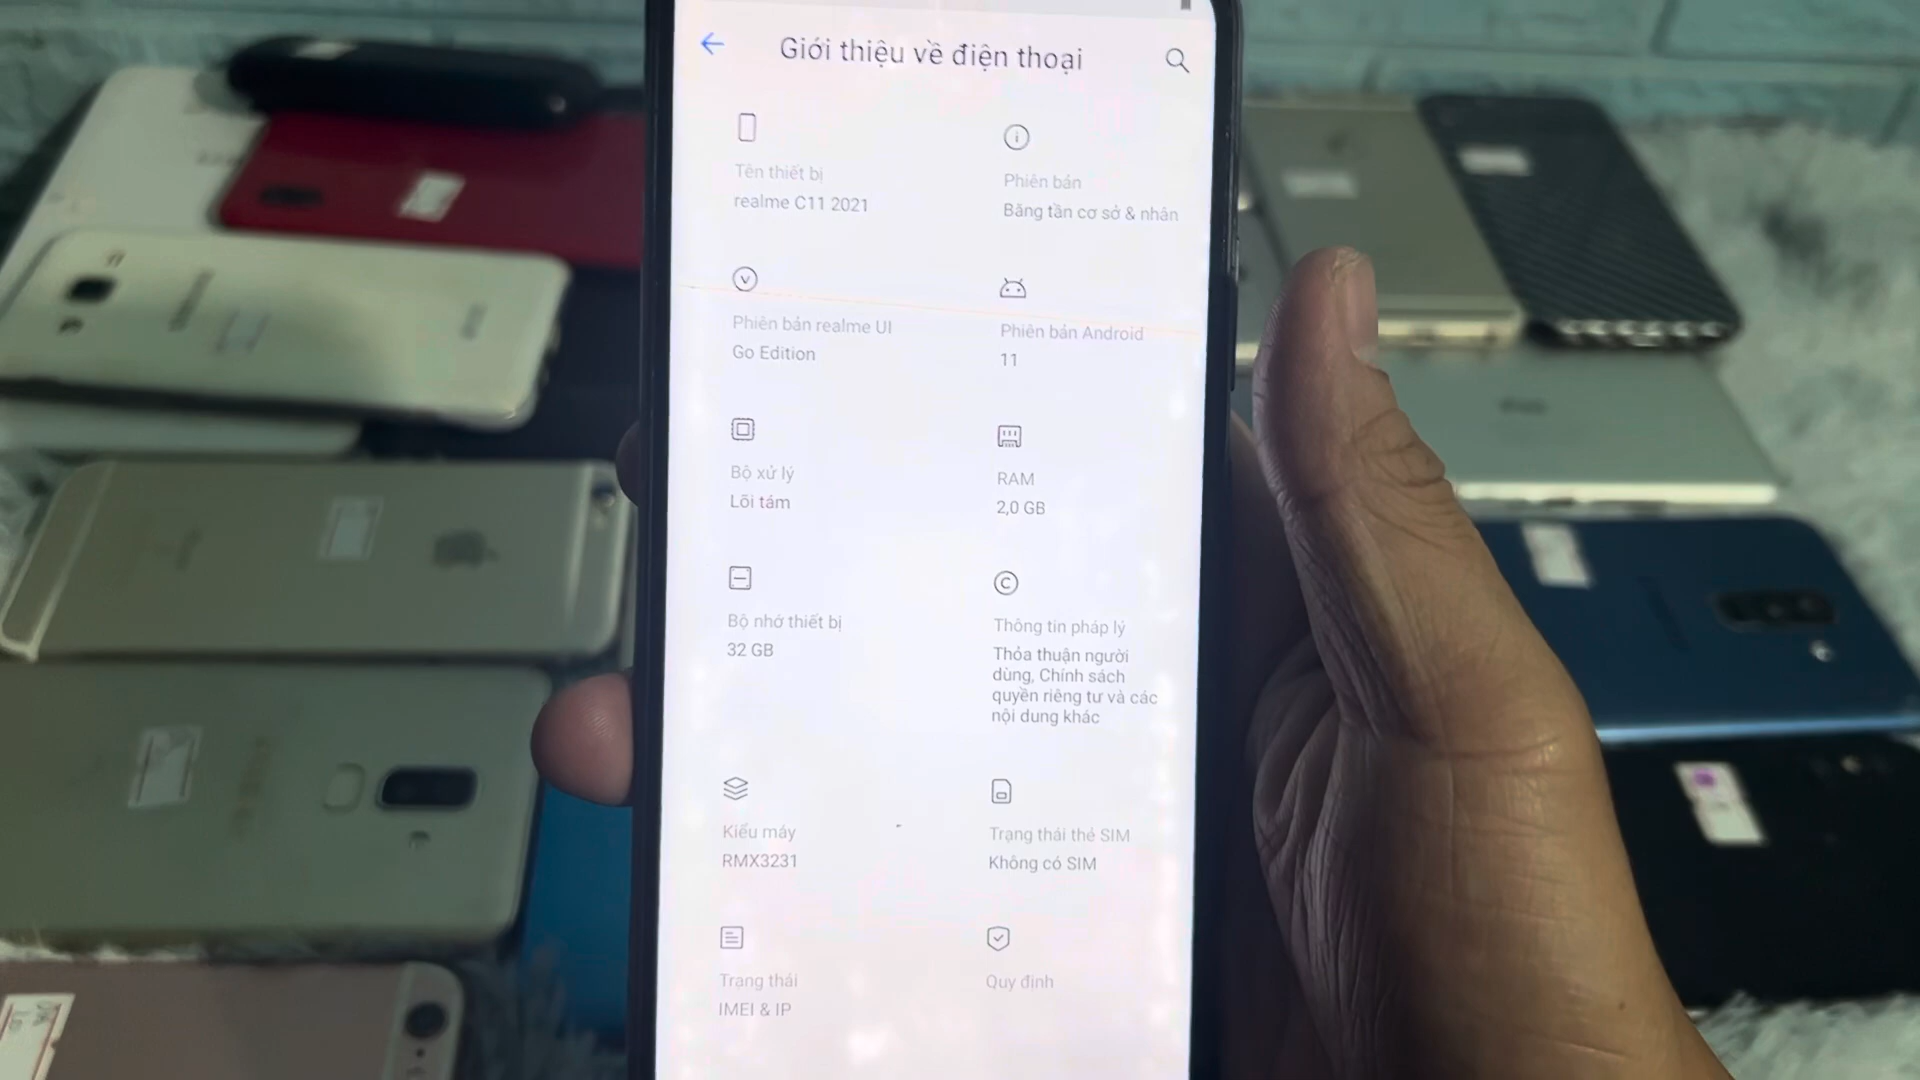 Giới thiệu về điện thoại
Tên thiết bị
realme C11 2021
Phiên bản
Băng tần cơ sở & nhân
Phiên bản realme UI
Go Edition
Phiên bản Android
11
Bộ xử lý
Lõi tám
RAM
2,0 GB
Bộ nhớ thiết bị
32 GB
Thông tin pháp lý
Thỏa thuận người
dùng, Chính sách
quyền riêng tư và các
nội dung khác
Kiểu máy
RMX3231
Trạng thái thẻ SIM
Không có SIM
Trạng thái
IMEI & IP
Quy định